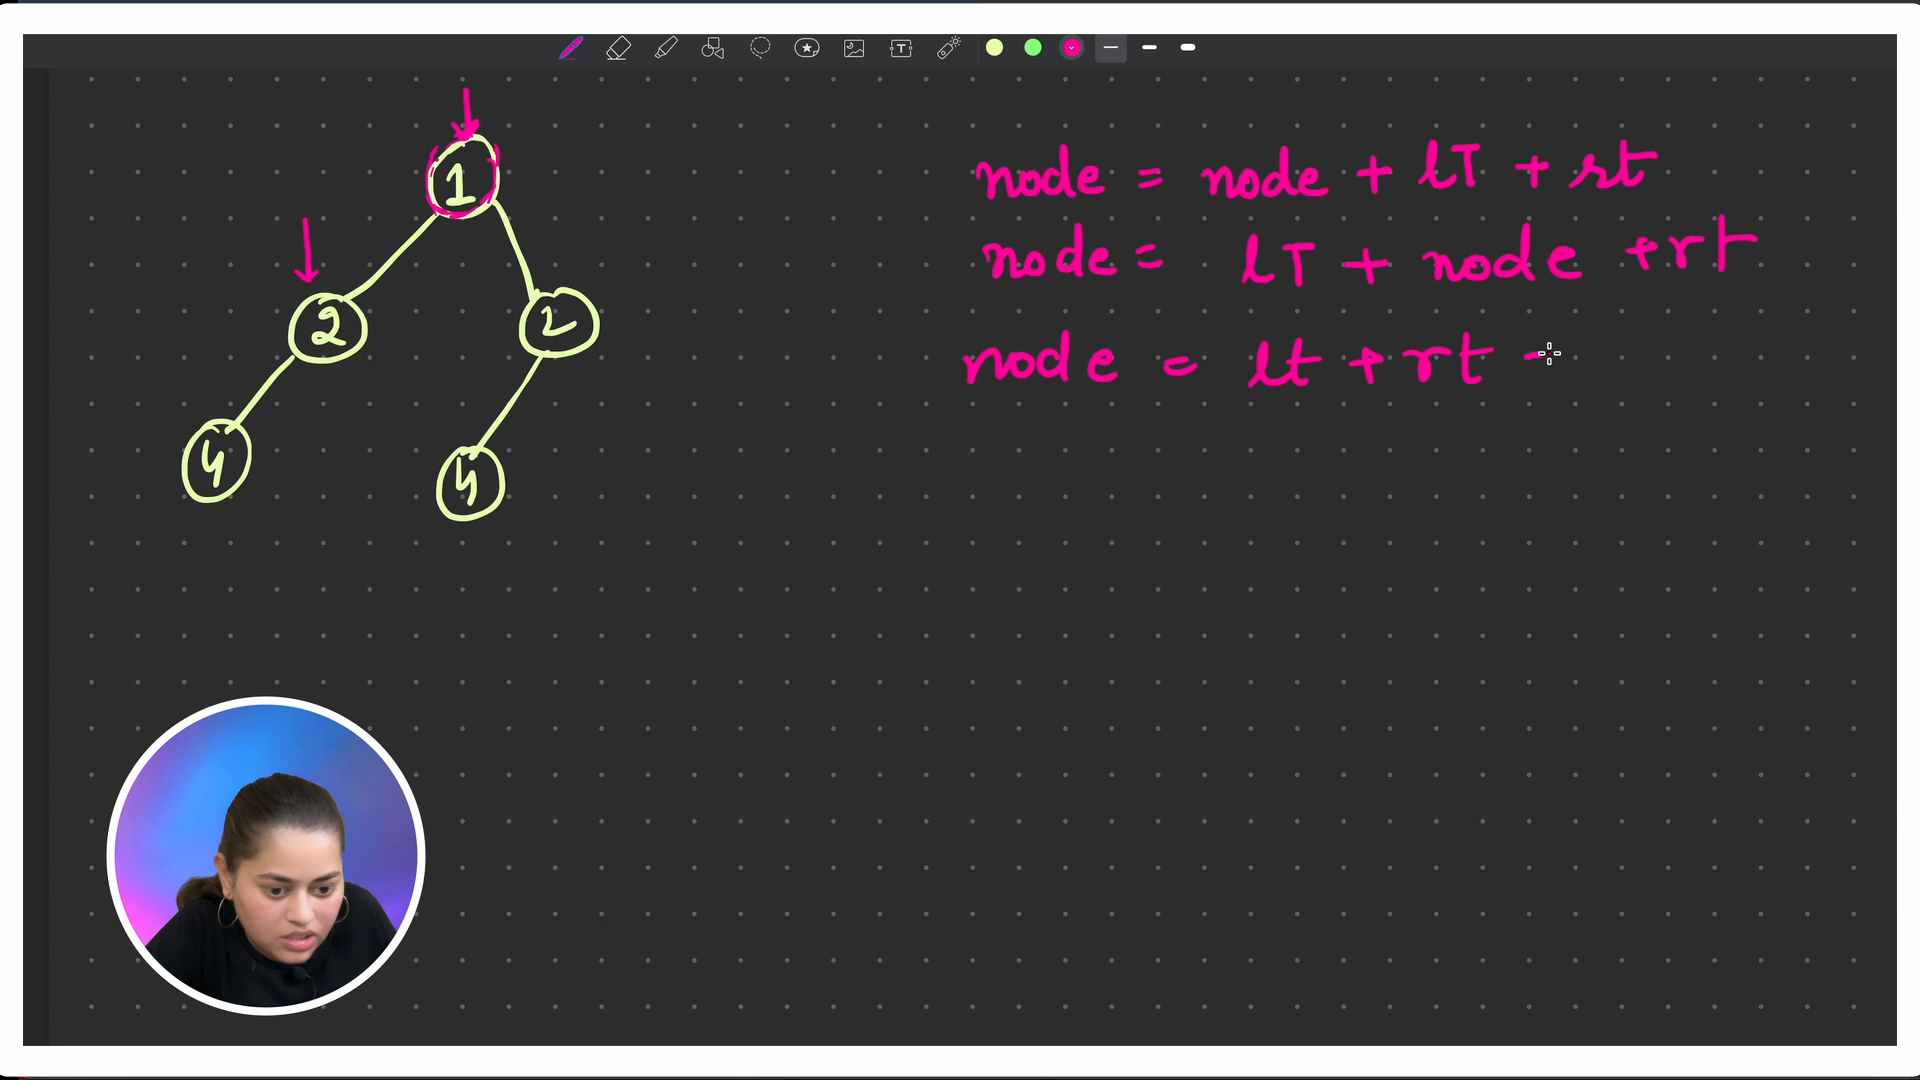 1
2
2
4
4
node = node + lT + rt
node = lT + node + rt
node = lt + rt -